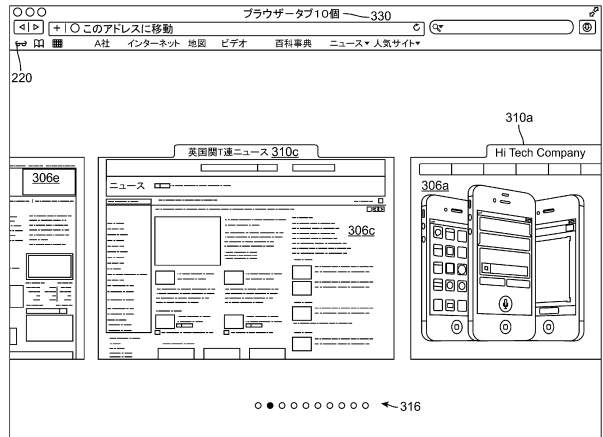 ブラウザータブ10個 330
このアドレスに移動
A社 インターネット 地図 ビデオ 百科事典 ニュース▼ 人気サイト▼
220
310a
英国関T連ニュース 310c
Hi Tech Company
306e
ニュース
306a
306c
316